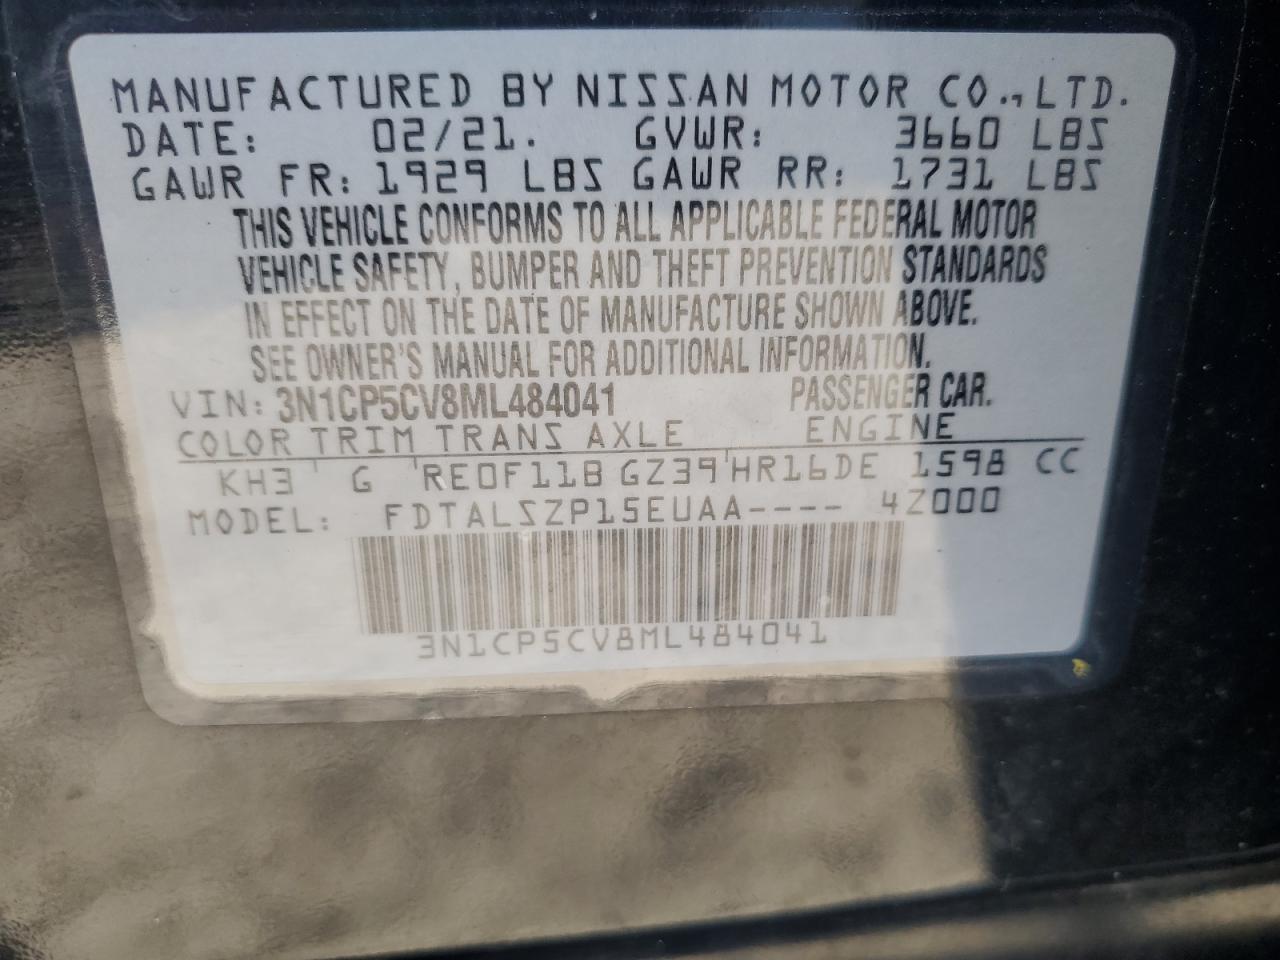 MANUFACTURED BY NISSAN MOTOR CO., LTD.
DATE: 02/21. GVWR: 3660 LBS
GAWR FR: 1929 LBS GAWR RR: 1731 LBS
THIS VEHICLE CONFORMS TO ALL APPLICABLE FEDERAL MOTOR
VEHICLE SAFETY, BUMPER AND THEFT PREVENTION STANDARDS
IN EFFECT ON THE DATE OF MANUFACTURE SHOWN ABOVE.
SEE OWNER'S MANUAL FOR ADDITIONAL INFORMATION.
VIN: 3N1CP5CV8ML484041 PASSENGER CAR.
COLOR TRIM TRANS AXLE ENGINE
KH3 G RE0F11B GZ39 HR16DE 1598 CC
MODEL: FDTALSZP15EUAA---- 4Z000
3N1CP5CV8ML484041